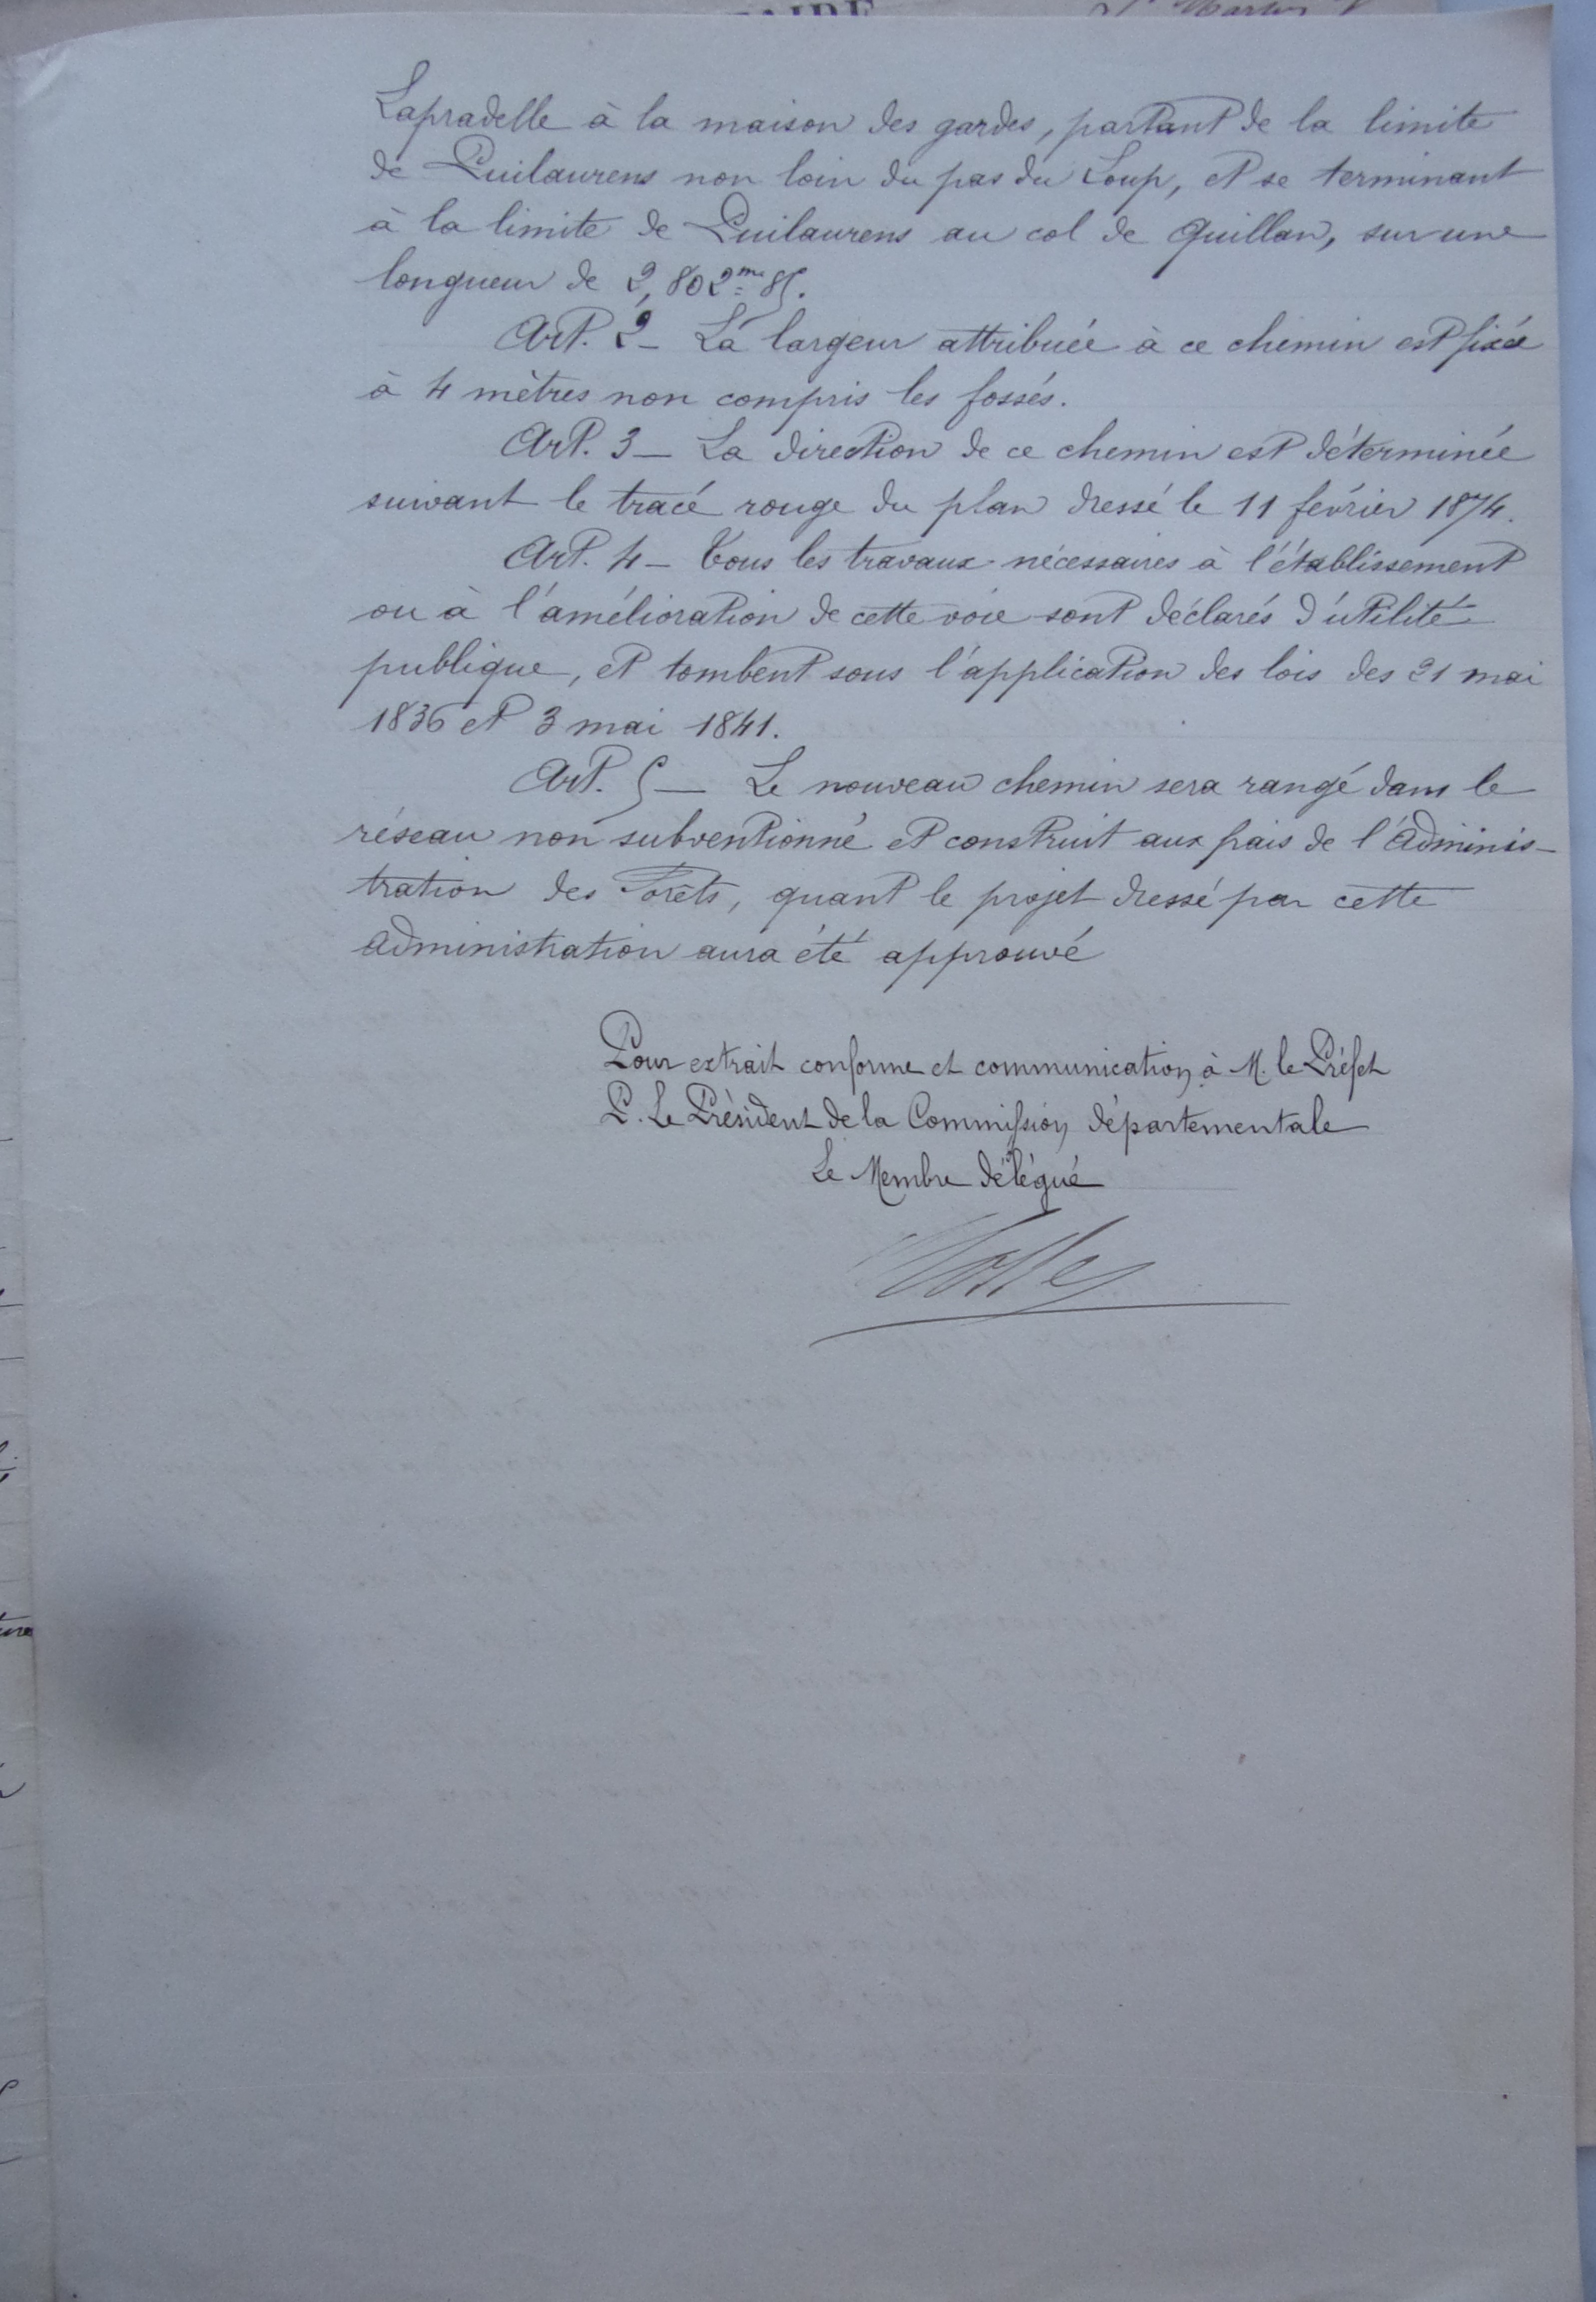 Lapradelle à la maison des gardes, partant de la limite
de Puilaurens non loin du pas du Loup, et se terminant
à la limite de Puilaurens au col de Quillan, sur une
longueur de 2,802m 85.
Art. 2 – La largeur attribuée à ce chemin est fixée
à 4 mètres non compris les fossés.
Art. 3 – La direction de ce chemin est déterminée
suivant le tracé rouge du plan dressé le 11 février 1874.
Art. 4 – Tous les travaux nécessaires à l'établissement
ou à l'amélioration de cette voie sont déclarés d'utilité
publique, et tombent sous l'application des lois des 21 mai
1836 et 3 mai 1841.
Art. 5 – Le nouveau chemin sera rangé dans le
réseau non subventionné et construit aux frais de l'Adminis-
tration des Forêts, quant le projet dressé par cette
administration aura été approuvé
Pour extrait conforme et communication à M. le Préfet
P. Le Président de la Commission départementale
Le Membre délégué